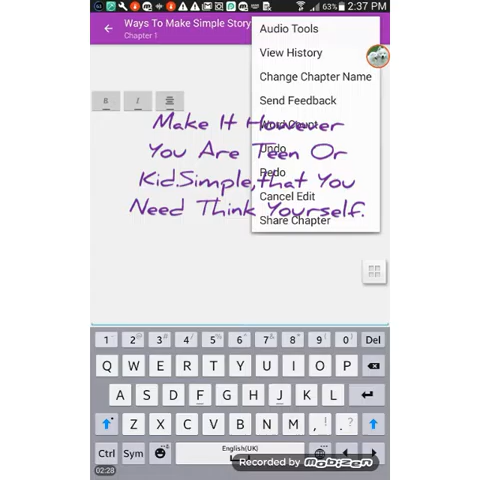 63% 2:37 PM
Ways To Make Simple Story
Chapter 1
Audio Tools
View History
Change Chapter Name
Send Feedback
Word Count
Undo
Redo
Cancel Edit
Share Chapter
B I
Make It However
You Are Teen Or
Kid.Simple,that You
Need Think Yourself.
1 2 3 4 5 6 7 8 9 0 Del
Q W E R T Y U I O P
A S D F G H J K L
Z X C V B N M , ! . ?
Ctrl Sym English(UK)
02:28
Recorded by mobizen